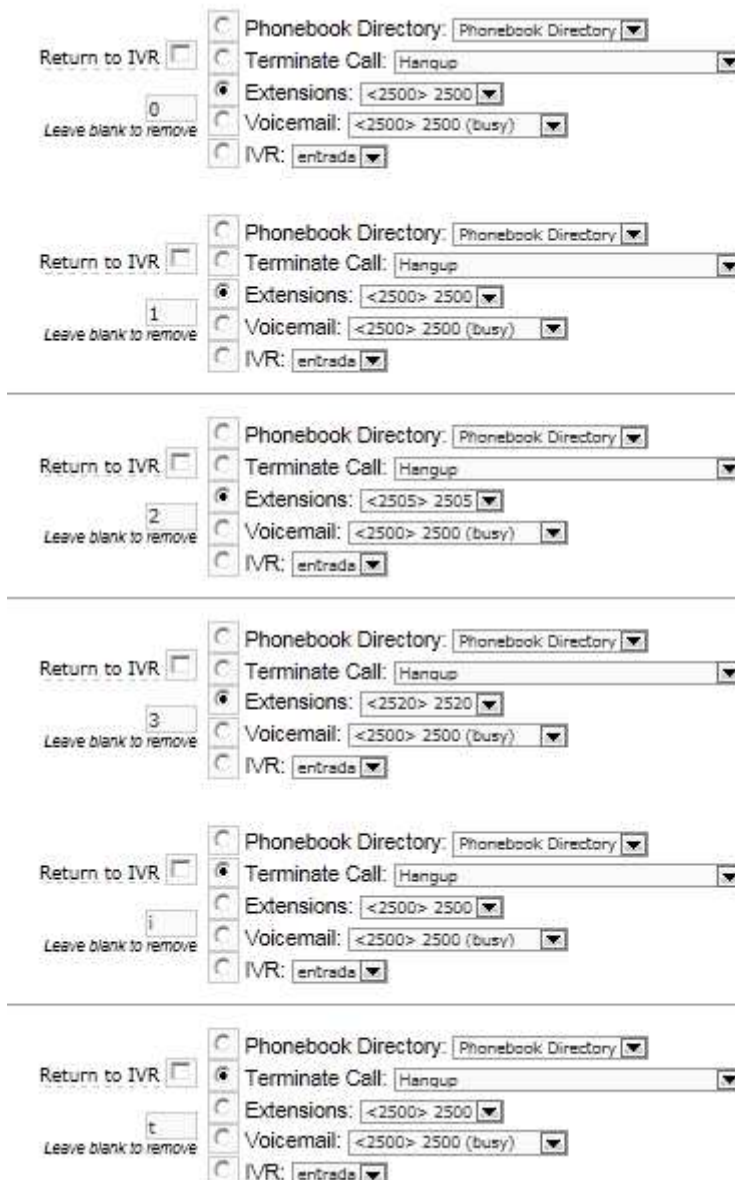 Phonebook Directory: Phonebook Directory
Return to IVR Terminate Call: Hangup
Extensions: <2500> 2500
0
Leave blank to remove Voicemail: <2500> 2500 (busy)
IVR: entrada
Phonebook Directory: Phonebook Directory
Return to IVR Terminate Call: Hangup
Extensions: <2500> 2500
1
Leave blank to remove Voicemail: <2500> 2500 (busy)
IVR: entrada
Phonebook Directory: Phonebook Directory
Return to IVR Terminate Call: Hangup
Extensions: <2505> 2505
2
Leave blank to remove Voicemail: <2500> 2500 (busy)
IVR: entrada
Phonebook Directory: Phonebook Directory
Return to IVR Terminate Call: Hangup
Extensions: <2520> 2520
3
Leave blank to remove Voicemail: <2500> 2500 (busy)
IVR: entrada
Phonebook Directory: Phonebook Directory
Return to IVR Terminate Call: Hangup
Extensions: <2500> 2500
i
Leave blank to remove Voicemail: <2500> 2500 (busy)
IVR: entrada
Phonebook Directory: Phonebook Directory
Return to IVR Terminate Call: Hangup
Extensions: <2500> 2500
t
Leave blank to remove Voicemail: <2500> 2500 (busy)
IVR: entrada